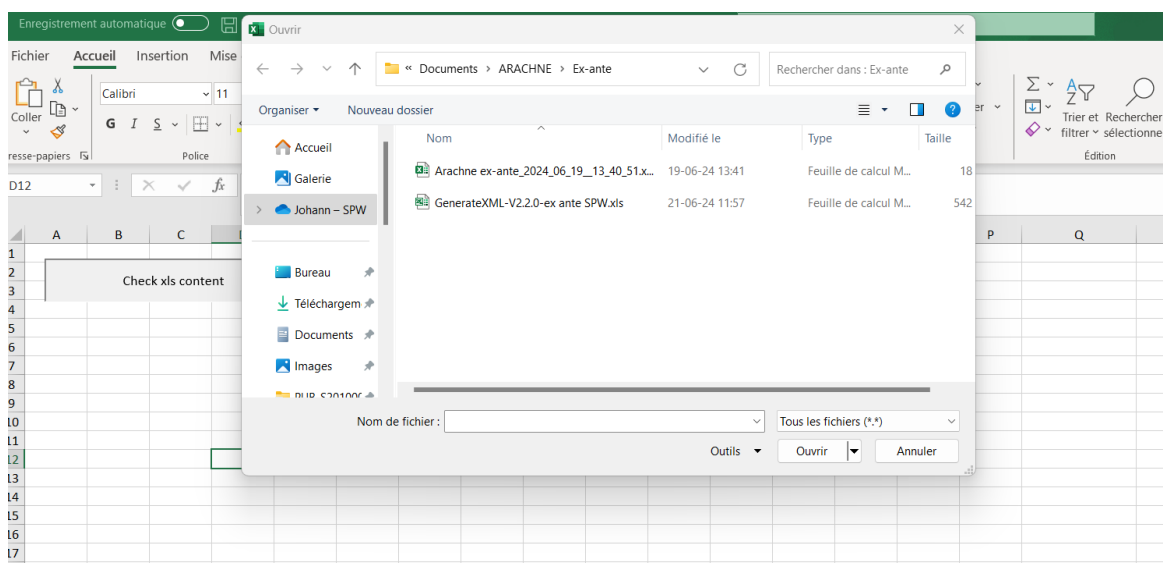 Enregistrement automatique
Ouvrir
Fichier Accueil Insertion Mise
« Documents > ARACHNE > Ex-ante
Rechercher dans : Ex-ante
Calibri 11
Organiser Nouveau dossier
Coller
G I S
Trier et Rechercher
filtrer sélectionne
resse-papiers Police Édition
Nom Modifié le Type Taille
Accueil
Arachne ex-ante_2024_06_19__13_40_51.x... 19-06-24 13:41 Feuille de calcul M... 18
Galerie
D12 fx
Johann – SPW
GenerateXML-V2.2.0-ex ante SPW.xls 21-06-24 11:57 Feuille de calcul M... 542
A B C P Q
1
2
3
Check xls content
Bureau
4
Téléchargem
5
Documents
6
7
Images
8
9
10
Nom de fichier : Tous les fichiers (*.*)
11
12
Outils Ouvrir Annuler
13
14
15
16
17